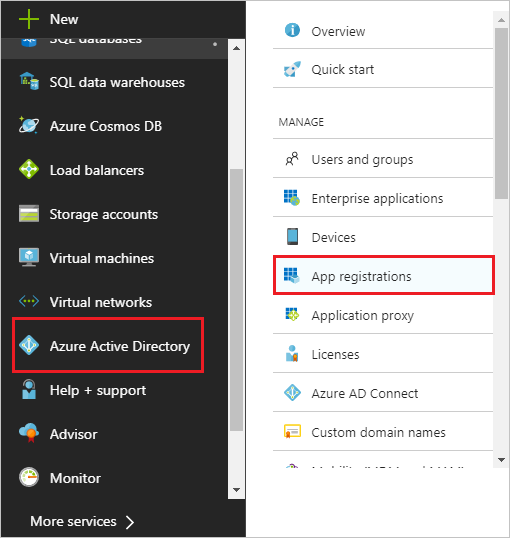 New
SQL databases
SQL data warehouses
Azure Cosmos DB
Load balancers
Storage accounts
Virtual machines
Virtual networks
Azure Active Directory
Help + support
Advisor
Monitor
More services
Overview
Quick start
MANAGE
Users and groups
Enterprise applications
Devices
App registrations
Application proxy
Licenses
Azure AD Connect
Custom domain names